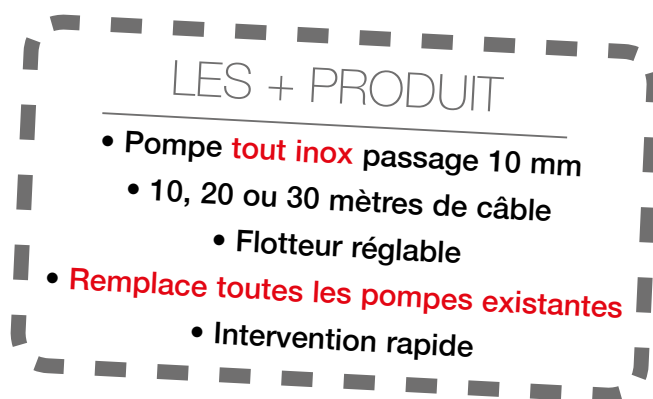 LES + PRODUIT
• Pompe tout inox passage 10 mm
• 10, 20 ou 30 mètres de câble
• Flotteur réglable
• Remplace toutes les pompes existantes
• Intervention rapide